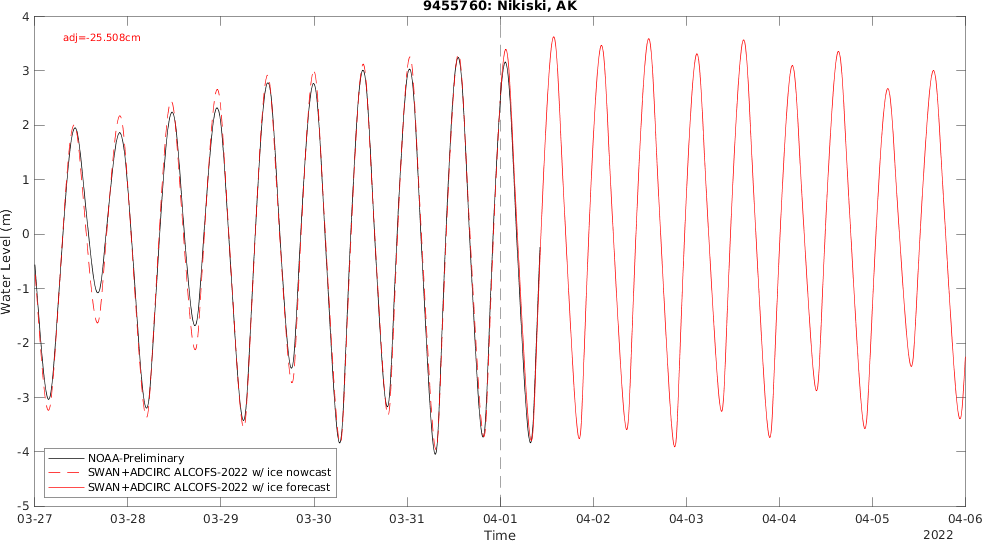 9455760: Nikiski, AK
adj=-25.508cm
4
3
2
1
0
-1
-2
-3
-4
-5
Water Level (m)
NOAA-Preliminary
SWAN+ADCIRC ALCOFS-2022 w/ ice nowcast
SWAN+ADCIRC ALCOFS-2022 w/ ice forecast
03-27 03-28 03-29 03-30 03-31 04-01 04-02 04-03 04-04 04-05 04-06
Time
2022